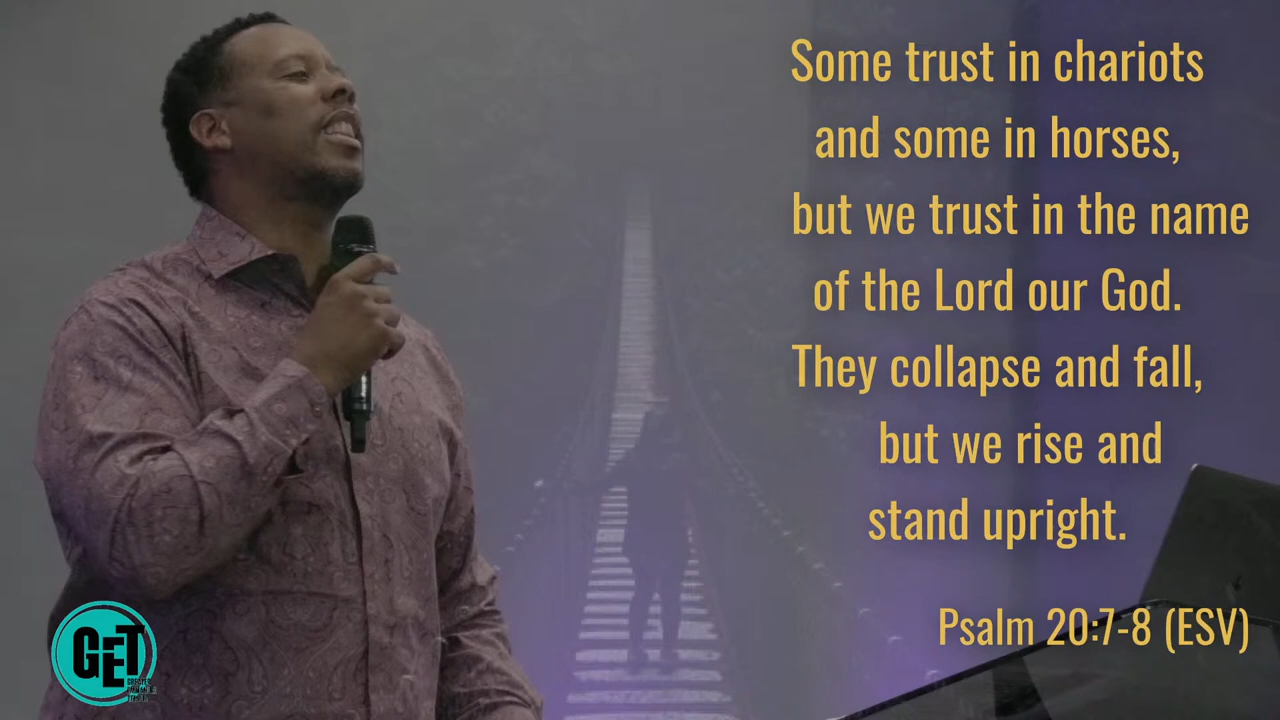 Some trust in chariots
and some in horses,
but we trust in the name
of the Lord our God.
They collapse and fall,
but we rise and
stand upright.
Psalm 20:7-8 (ESV)
GET
GREATER